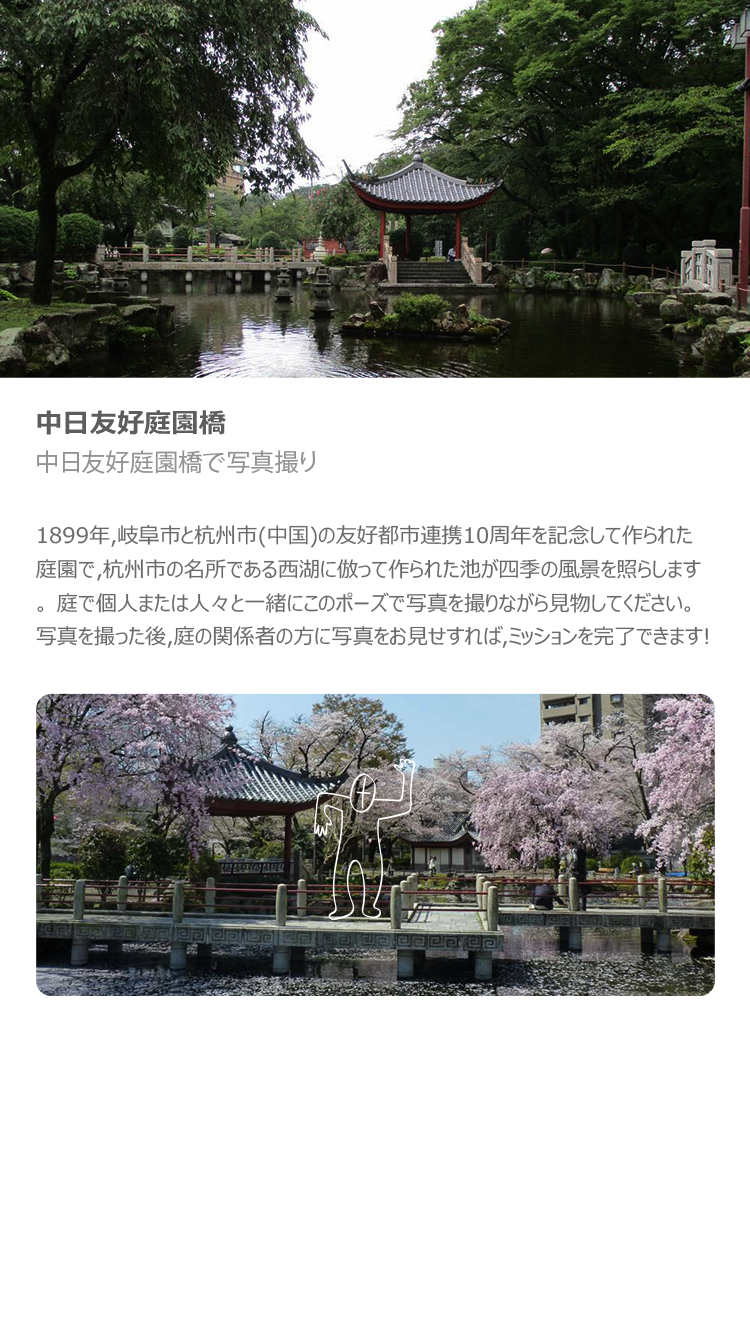 中日友好庭園橋
中日友好庭園橋で写真撮り
1899年,岐阜市と杭州市(中国)の友好都市連携10周年を記念して作られた
庭園で,杭州市の名所である西湖に倣って作られた池が四季の風景を照らします
。庭で個人または人々と一緒にこのポーズで写真を撮りながら見物してください。
写真を撮った後,庭の関係者の方に写真をお見せすれば,ミッションを完了できます!